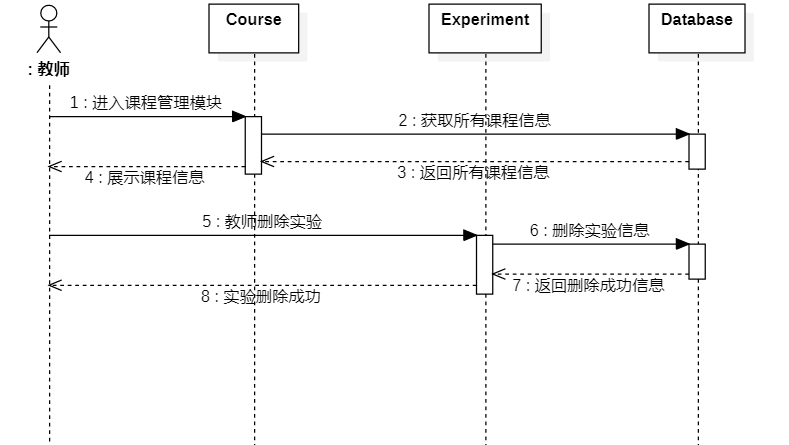 Course
Experiment
Database
: 教师
1 : 进入课程管理模块
2 : 获取所有课程信息
3 : 返回所有课程信息
4 : 展示课程信息
5 : 教师删除实验
6 : 删除实验信息
7 : 返回删除成功信息
8 : 实验删除成功